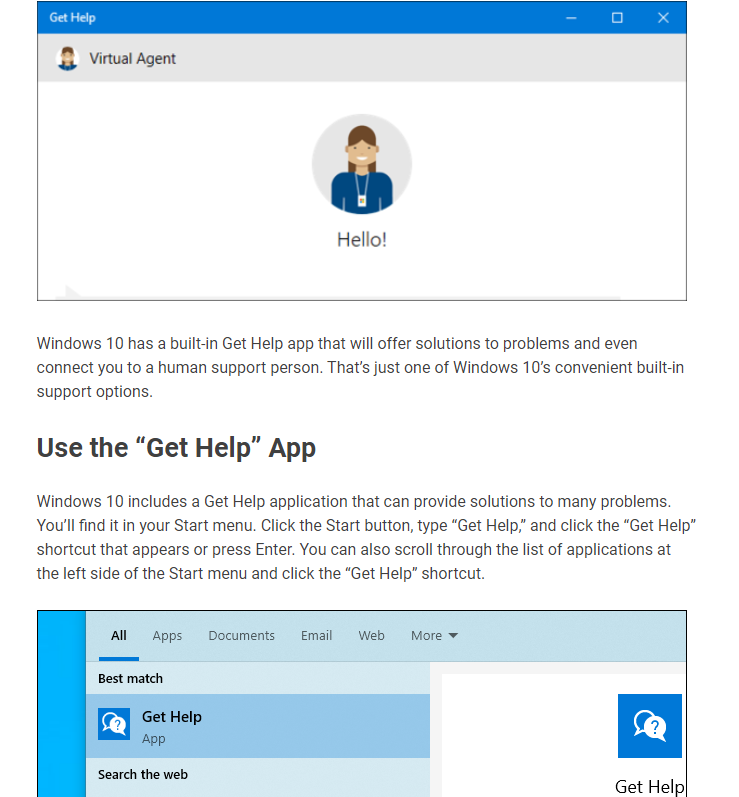 Get Help
Virtual Agent
Hello!
Windows 10 has a built-in Get Help app that will offer solutions to problems and even
connect you to a human support person. That’s just one of Windows 10’s convenient built-in
support options.
Use the “Get Help” App
Windows 10 includes a Get Help application that can provide solutions to many problems.
You’ll find it in your Start menu. Click the Start button, type “Get Help,” and click the “Get Help”
shortcut that appears or press Enter. You can also scroll through the list of applications at
the left side of the Start menu and click the “Get Help” shortcut.
All Apps Documents Email Web More
Best match
Get Help
App
Search the web
Get Help